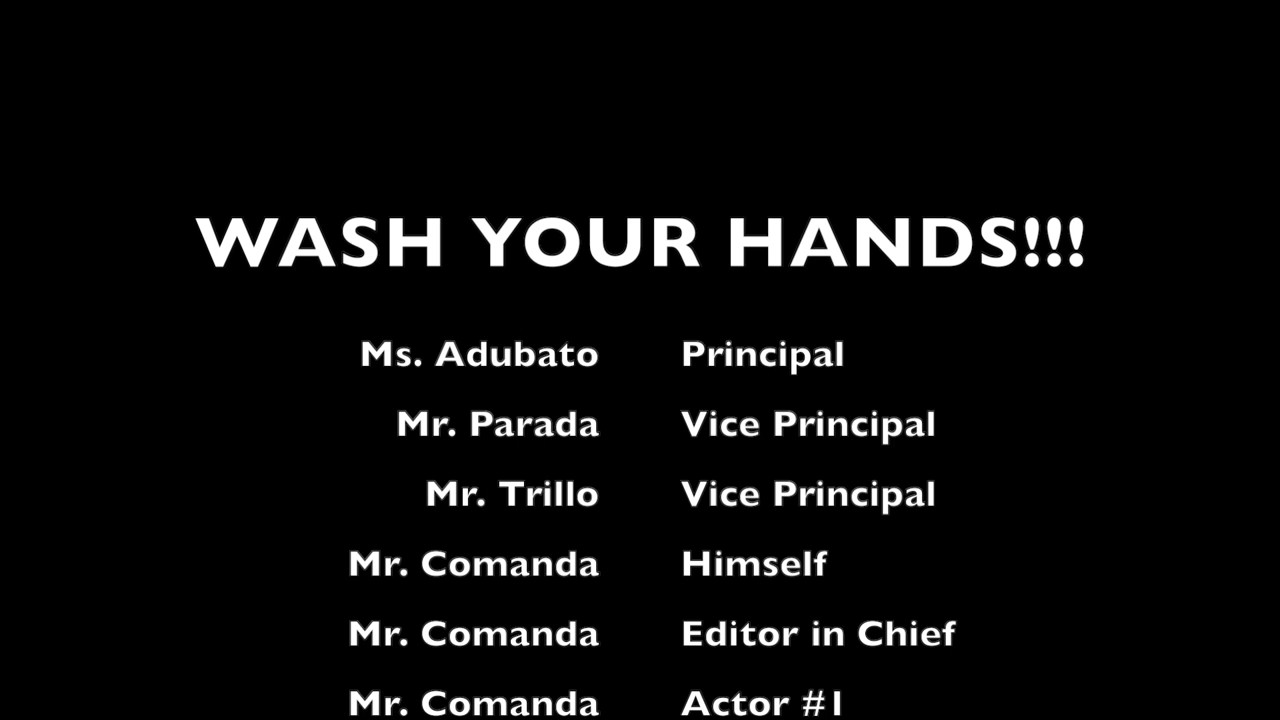 WASH YOUR HANDS!!!
Ms. Adubato Principal
Mr. Parada Vice Principal
Mr. Trillo Vice Principal
Mr. Comanda Himself
Mr. Comanda Editor in Chief
Mr. Comanda Actor #1